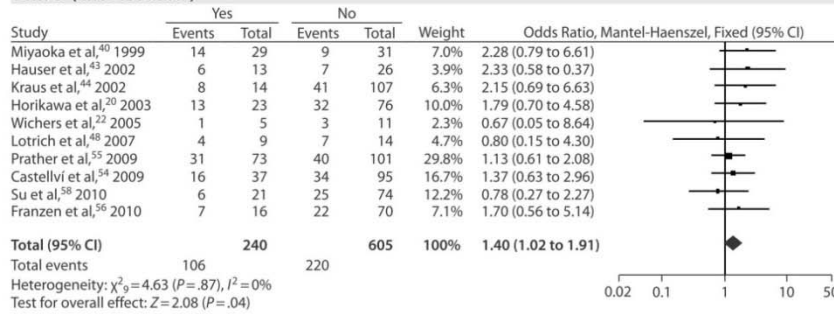 Yes No
Study Events Total Events Total Weight Odds Ratio, Mantel-Haenszel, Fixed (95% CI)
Miyaoka et al,⁴⁰ 1999 14 29 9 31 7.0% 2.28 (0.79 to 6.61)
Hauser et al,⁴³ 2002 6 13 7 26 3.9% 2.33 (0.58 to 0.37)
Kraus et al,⁴⁴ 2002 8 14 41 107 6.3% 2.15 (0.69 to 6.63)
Horikawa et al,²⁰ 2003 13 23 32 76 10.0% 1.79 (0.70 to 4.58)
Wichers et al,²² 2005 1 5 3 11 2.3% 0.67 (0.05 to 8.64)
Lotrich et al,⁴⁸ 2007 4 9 7 14 4.7% 0.80 (0.15 to 4.30)
Prather et al,⁵⁵ 2009 31 73 40 101 29.8% 1.13 (0.61 to 2.08)
Castellví et al,⁵⁴ 2009 16 37 34 95 16.7% 1.37 (0.63 to 2.96)
Su et al,⁵⁸ 2010 6 21 25 74 12.2% 0.78 (0.27 to 2.27)
Franzen et al,⁵⁶ 2010 7 16 22 70 7.1% 1.70 (0.56 to 5.14)
Total (95% CI) 240 605 100% 1.40 (1.02 to 1.91)
Total events 106 220
Heterogeneity: χ²₉=4.63 (P=.87), I²=0%
Test for overall effect: Z=2.08 (P=.04)
0.02 0.1 1 10 50